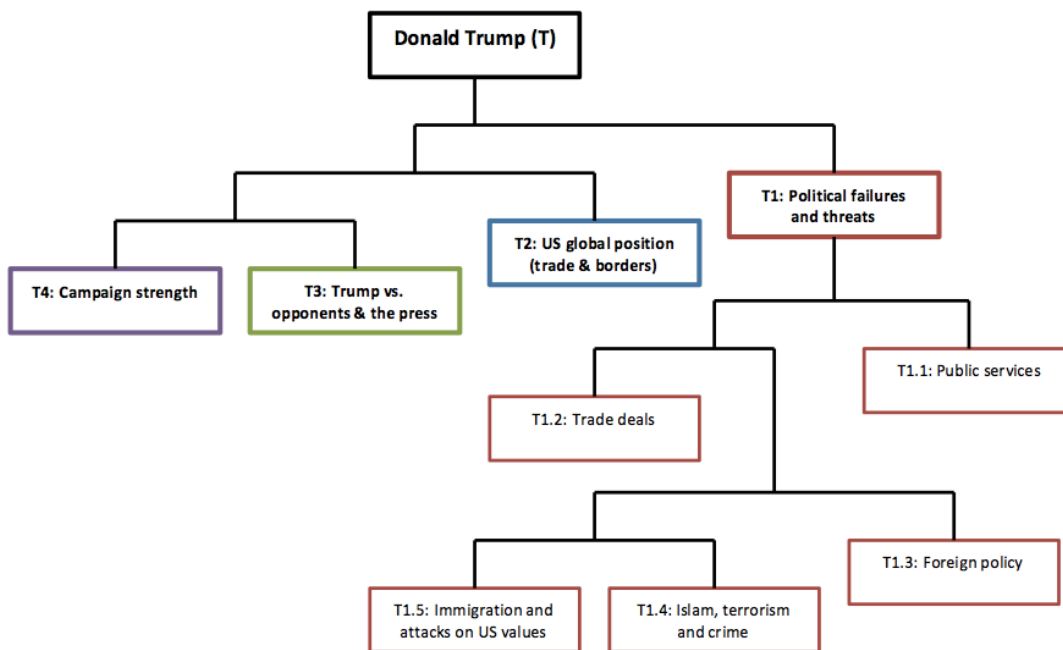 Donald Trump (T)
T1: Political failures
and threats
T2: US global position
(trade & borders)
T4: Campaign strength
T3: Trump vs.
opponents & the press
T1.1: Public services
T1.2: Trade deals
T1.3: Foreign policy
T1.5: Immigration and
attacks on US values
T1.4: Islam, terrorism
and crime